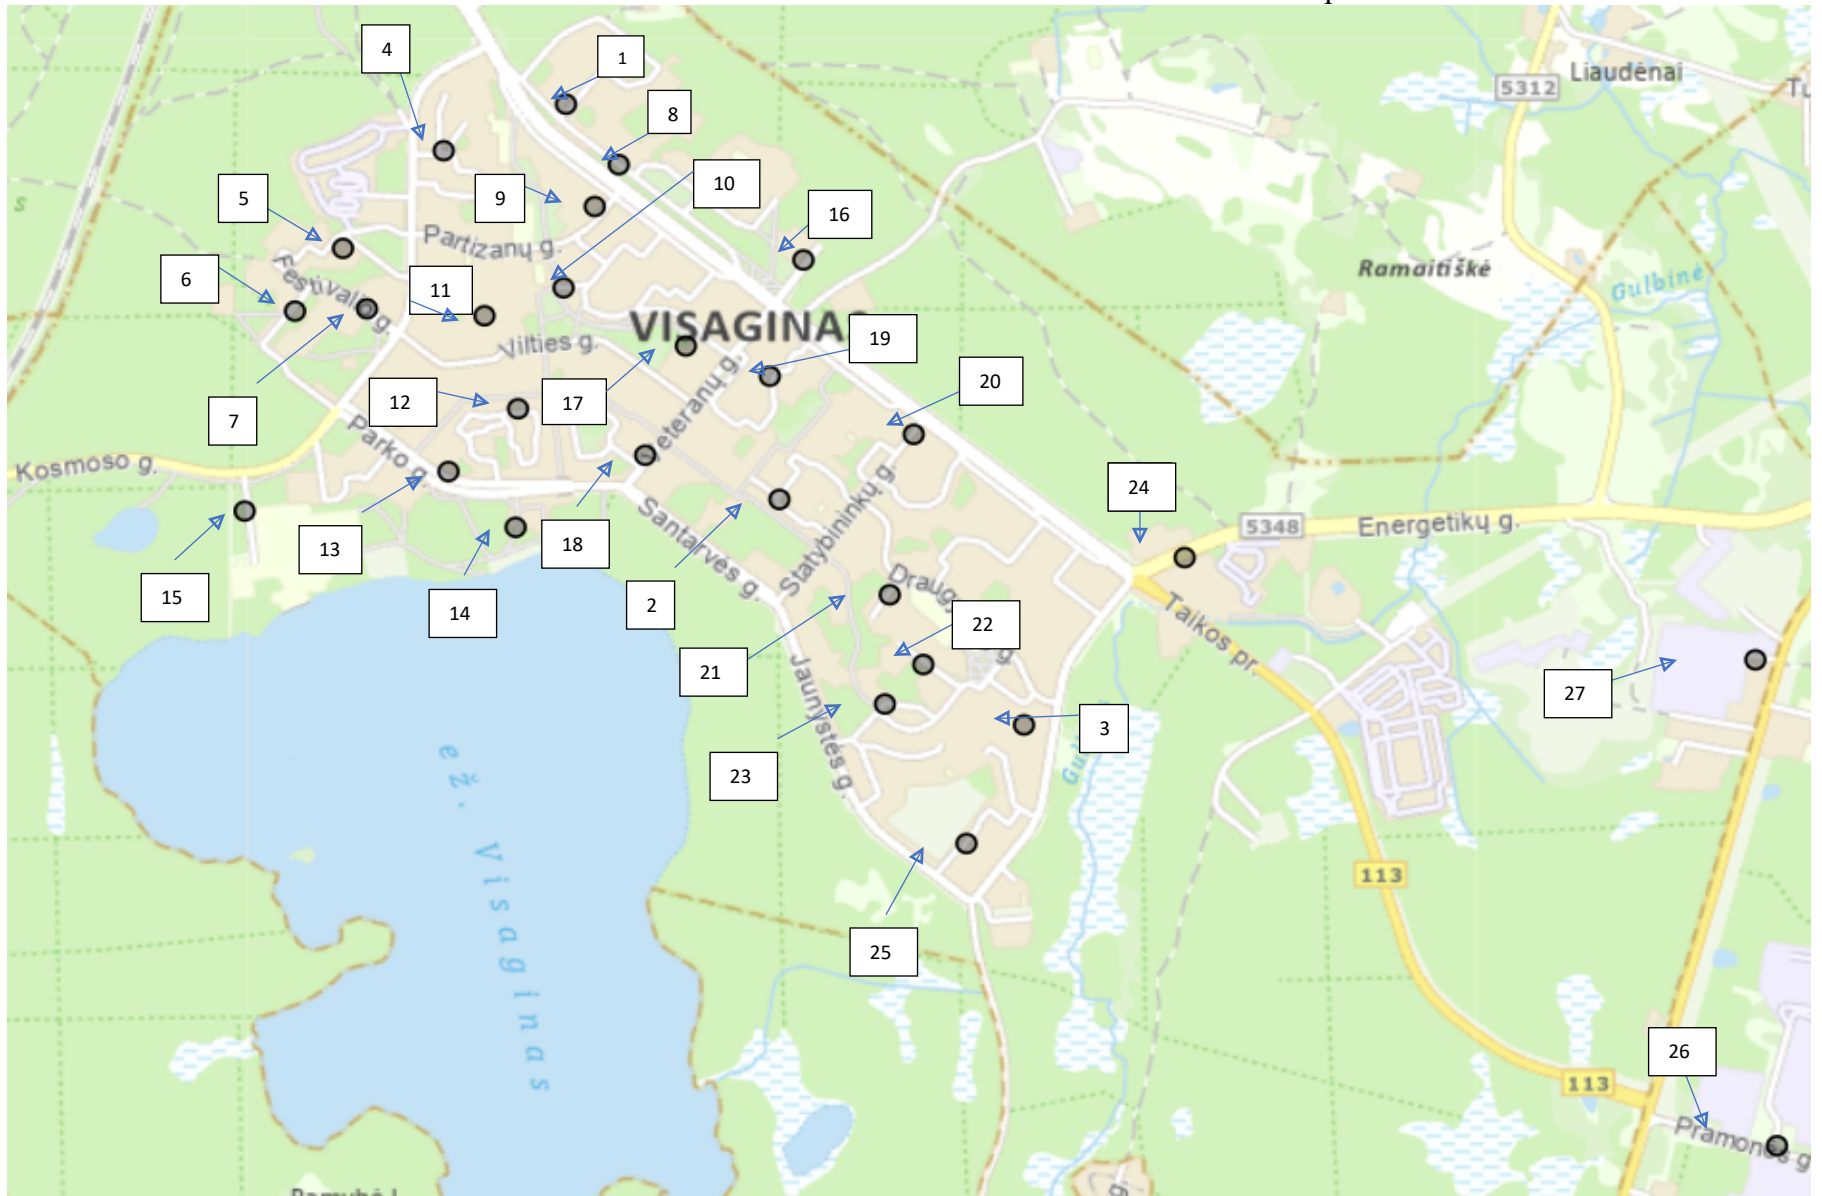 4
1
Liaudėnai
5312
8
10
5
9
16
Partizanų g.
Ramaitiškė
6
Festivalio g.
11
Gulbinė
VISAGINAS
19
Vilties g.
Veteranų g.
20
12
17
7
Parko g.
Kosmoso g.
24
5348
Energetikų g.
Santarvės g.
Statybininkų g.
13
18
Draugystės g.
15
14
2
22
Taikos pr.
21
Jaunystės g.
27
3
23
ež. Visaginas
113
25
26
113
Pramonės g